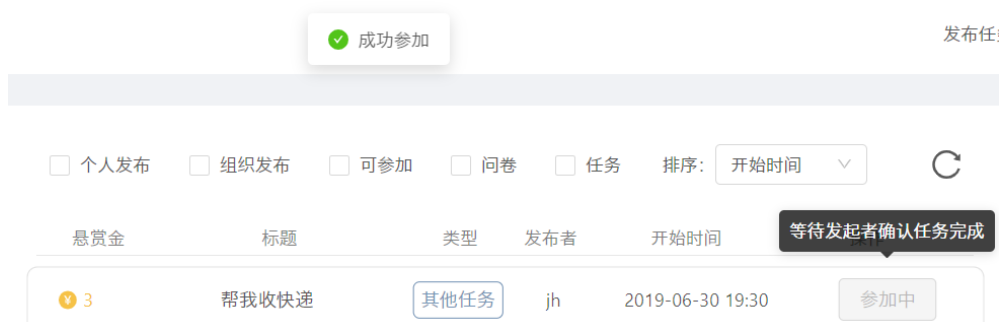 成功参加
发布任
个人发布 组织发布 可参加 问卷 任务 排序: 开始时间
等待发起者确认任务完成
悬赏金 标题 类型 发布者 开始时间
3 帮我收快递 其他任务 jh 2019-06-30 19:30 参加中